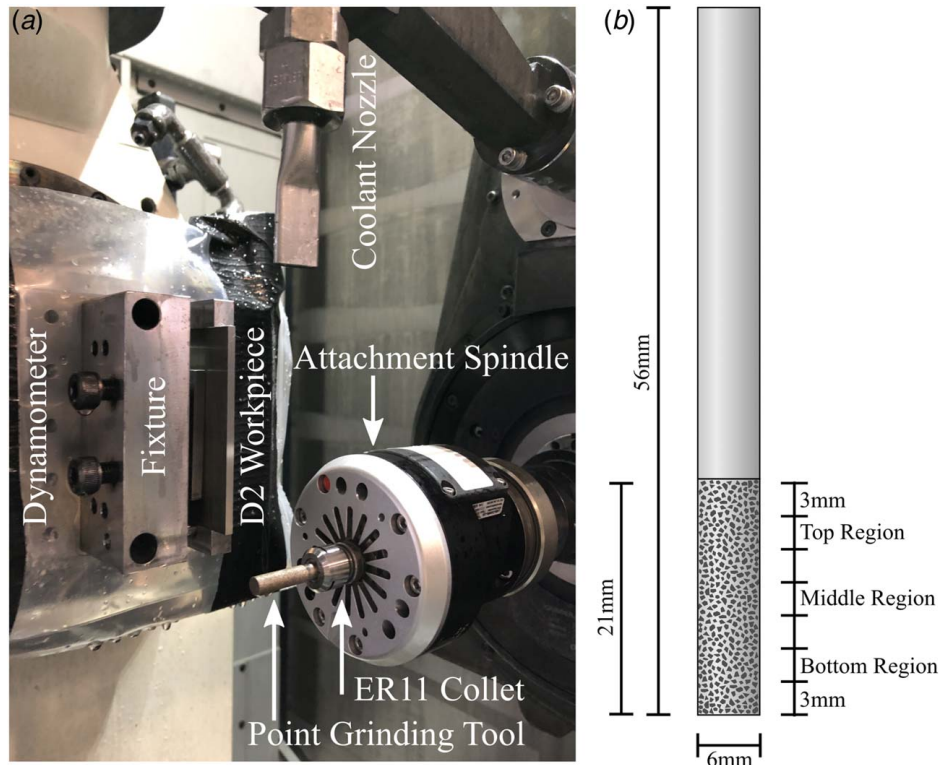 (a)
Coolant Nozzle
Dynamometer
Fixture
D2 Workpiece
Attachment Spindle
ER11 Collet
Point Grinding Tool
(b)
56mm
21mm
3mm
Top Region
Middle Region
Bottom Region
3mm
6mm